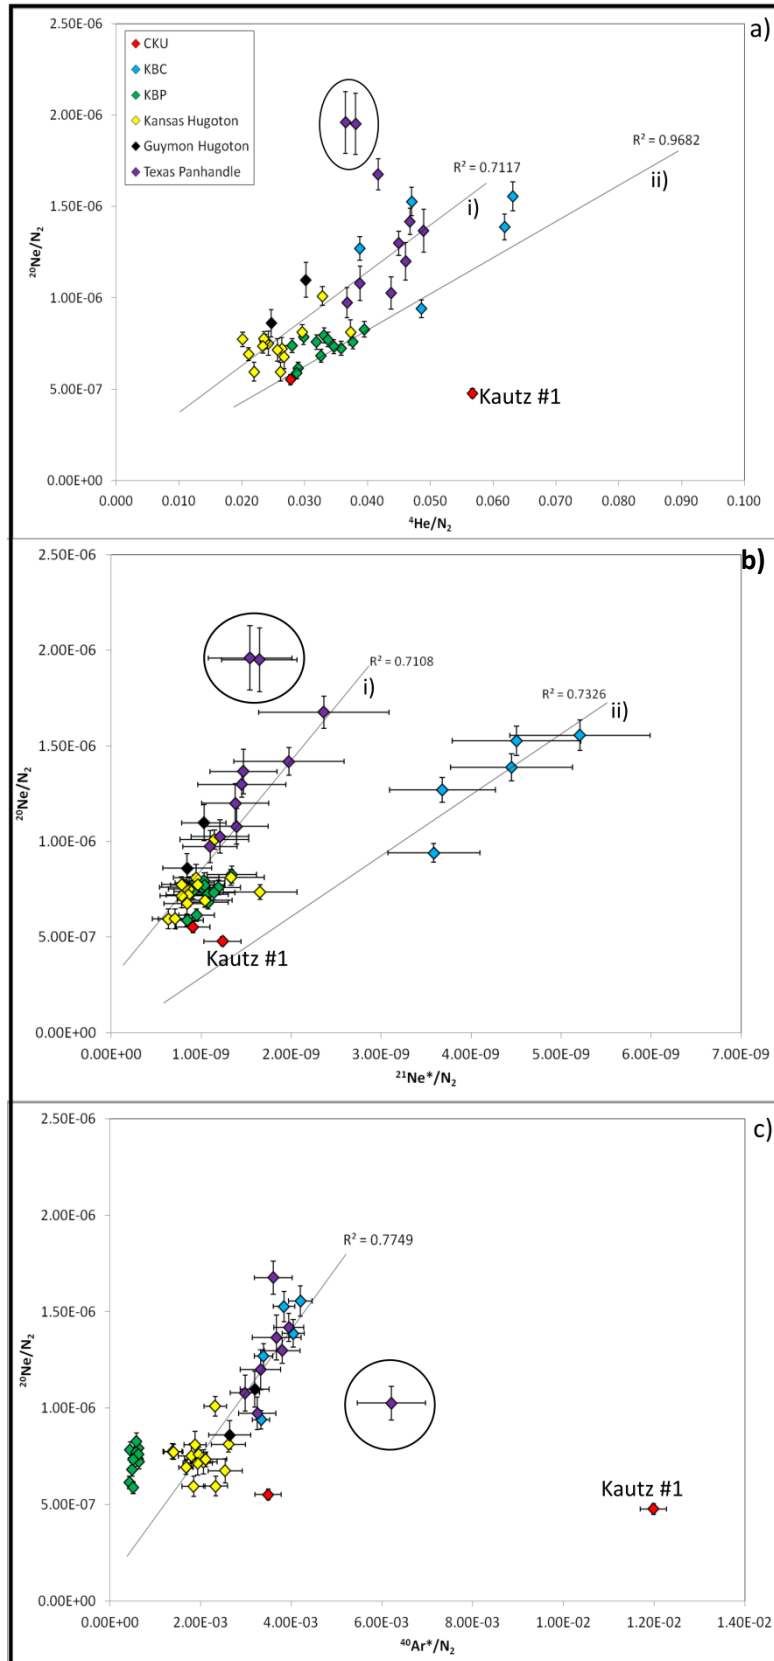 a)
2.50E-06
2.00E-06
1.50E-06
1.00E-06
5.00E-07
0.00E+00
²⁰Ne/N₂
CKU
KBC
KBP
Kansas Hugoton
Guymon Hugoton
Texas Panhandle
R² = 0.7117
i)
R² = 0.9682
ii)
Kautz #1
0.000 0.010 0.020 0.030 0.040 0.050 0.060 0.070 0.080 0.090 0.100
⁴He/N₂
b)
2.50E-06
2.00E-06
1.50E-06
1.00E-06
5.00E-07
0.00E+00
²⁰Ne/N₂
R² = 0.7108
i)
R² = 0.7326
ii)
Kautz #1
0.00E+00 1.00E-09 2.00E-09 3.00E-09 4.00E-09 5.00E-09 6.00E-09 7.00E-09
²¹Ne*/N₂
c)
2.50E-06
2.00E-06
1.50E-06
1.00E-06
5.00E-07
0.00E+00
²⁰Ne/N₂
R² = 0.7749
Kautz #1
0.00E+00 2.00E-03 4.00E-03 6.00E-03 8.00E-03 1.00E-02 1.20E-02 1.40E-02
⁴⁰Ar*/N₂